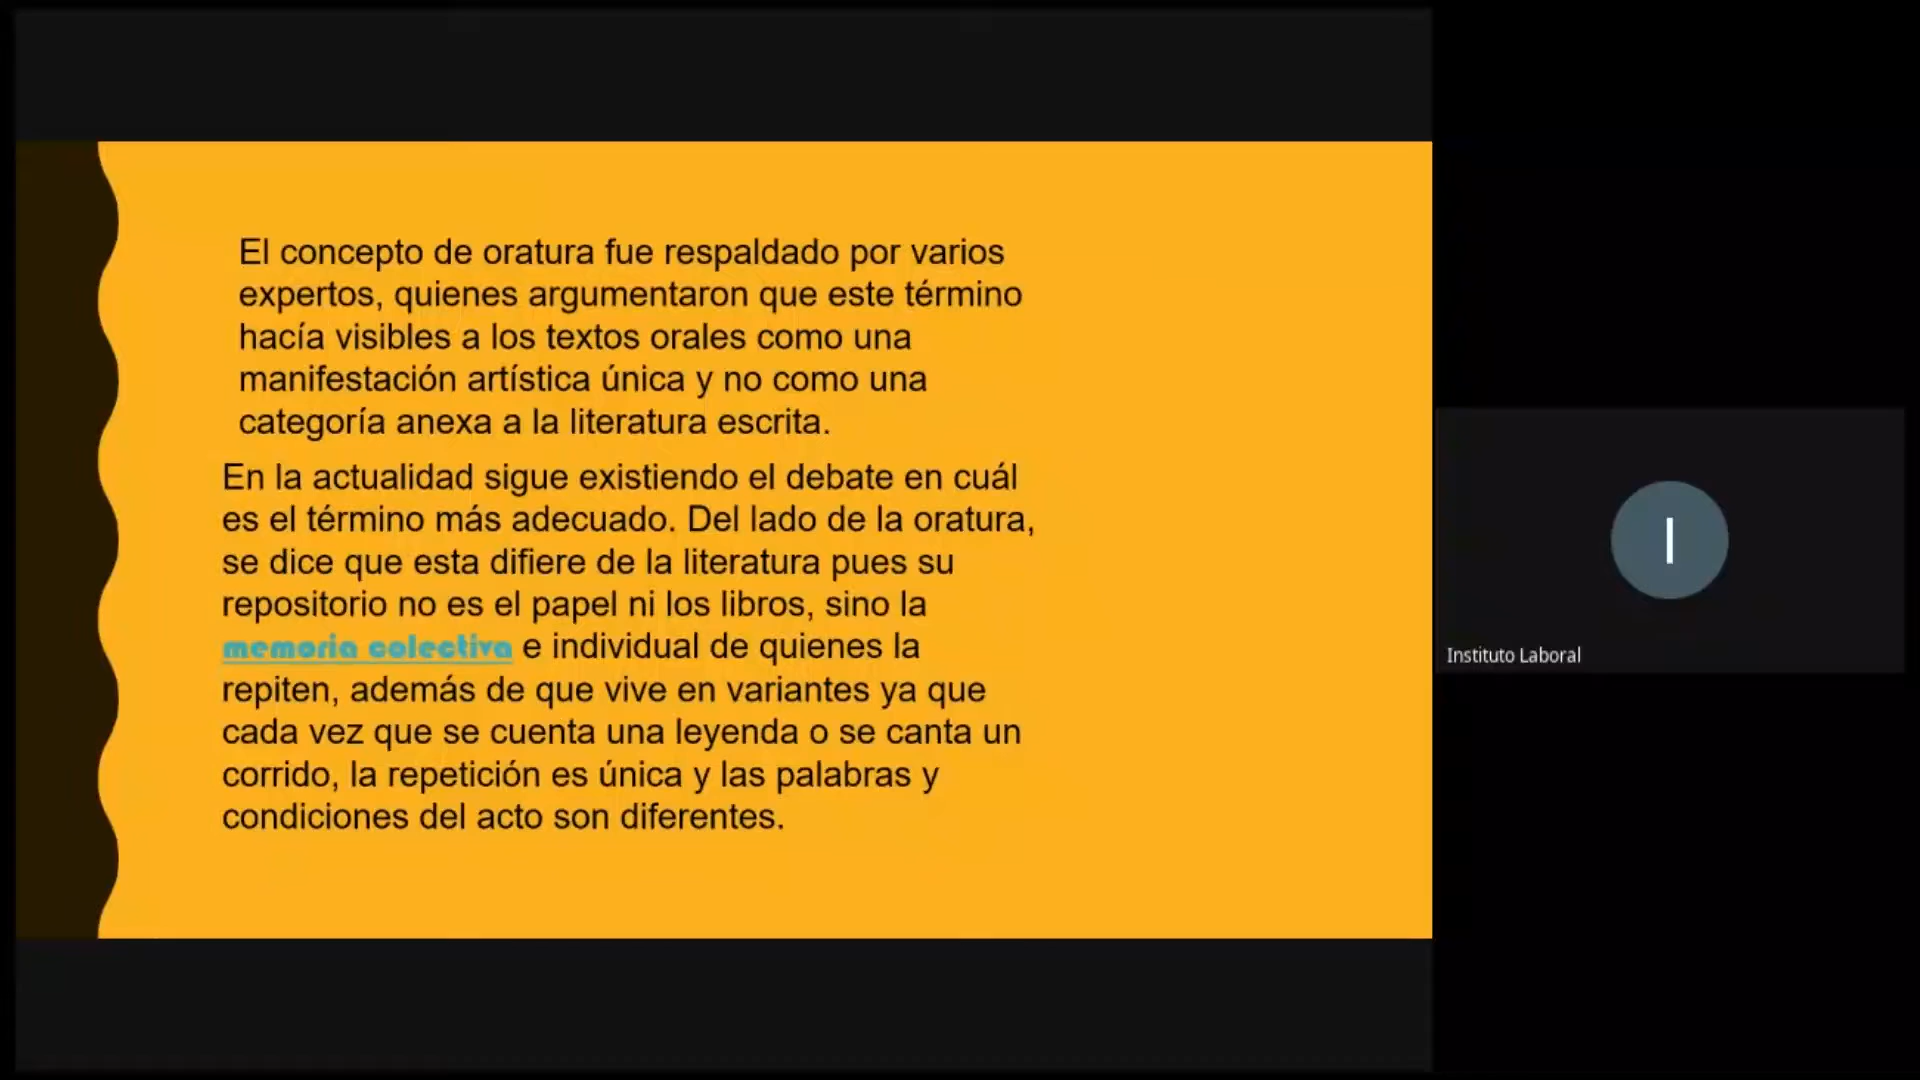 El concepto de oratura fue respaldado por varios
expertos, quienes argumentaron que este término
hacía visibles a los textos orales como una
manifestación artística única y no como una
categoría anexa a la literatura escrita.
En la actualidad sigue existiendo el debate en cuál
es el término más adecuado. Del lado de la oratura,
se dice que esta difiere de la literatura pues su
repositorio no es el papel ni los libros, sino la
memoria colectiva e individual de quienes la
repiten, además de que vive en variantes ya que
cada vez que se cuenta una leyenda o se canta un
corrido, la repetición es única y las palabras y
condiciones del acto son diferentes.
I
Instituto Laboral